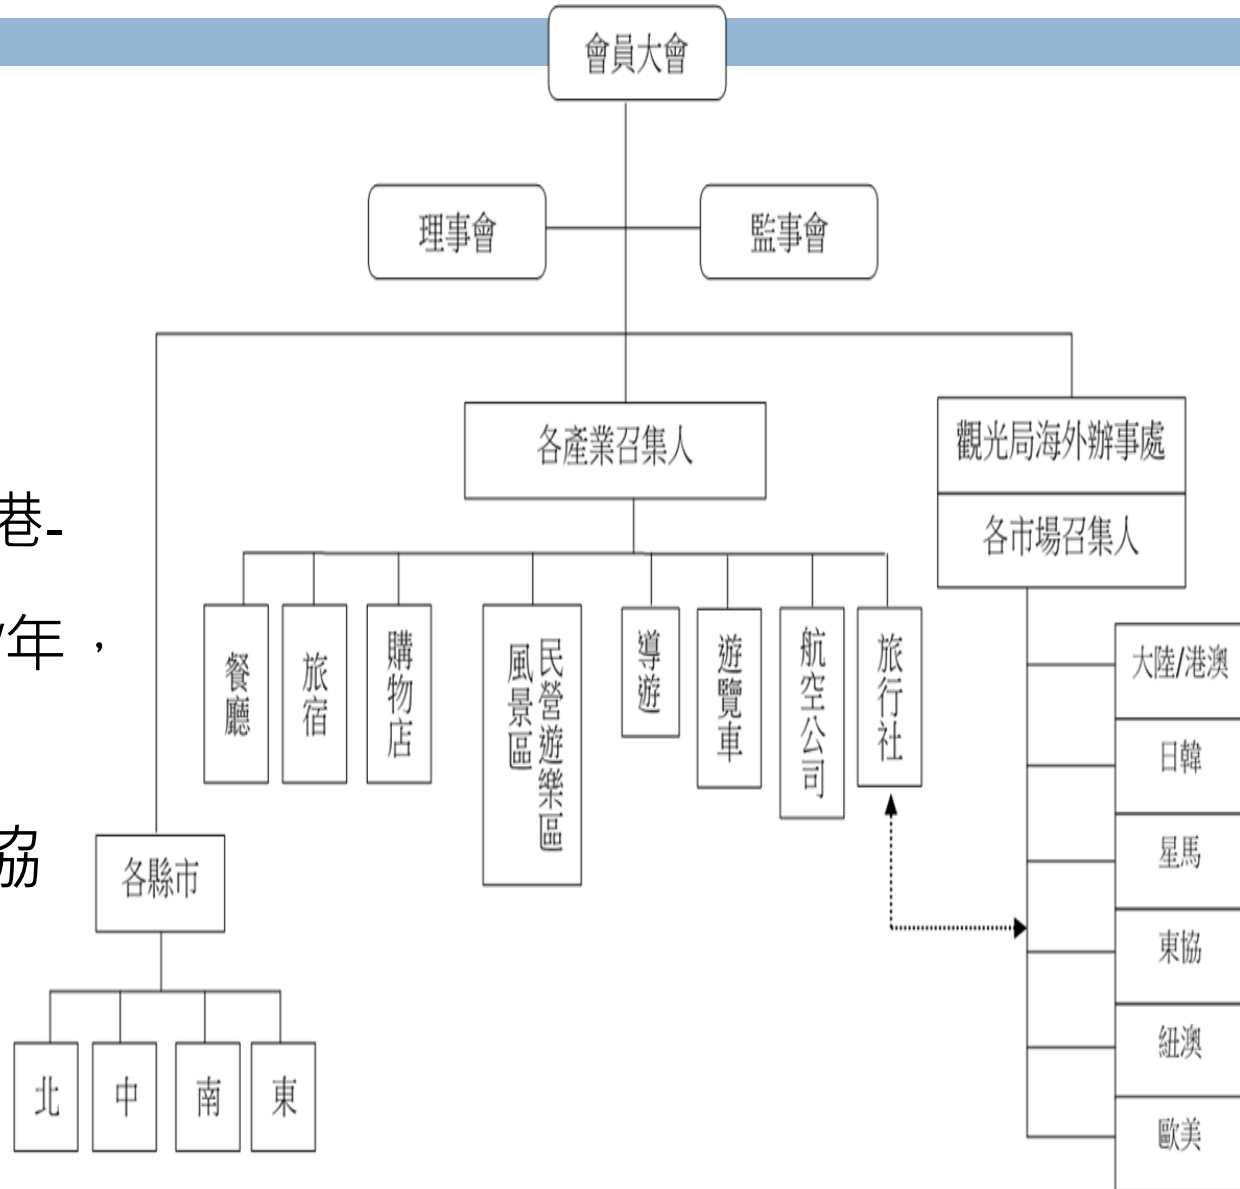 會員大會
理事會
監事會
各產業召集人
觀光局海外辦事處
各市場召集人
港-
/年，
協
餐廳
旅宿
購物店
民營遊樂區
風景區
導遊
遊覽車
航空公司
旅行社
大陸/港澳
日韓
星馬
東協
紐澳
歐美
各縣市
北
中
南
東